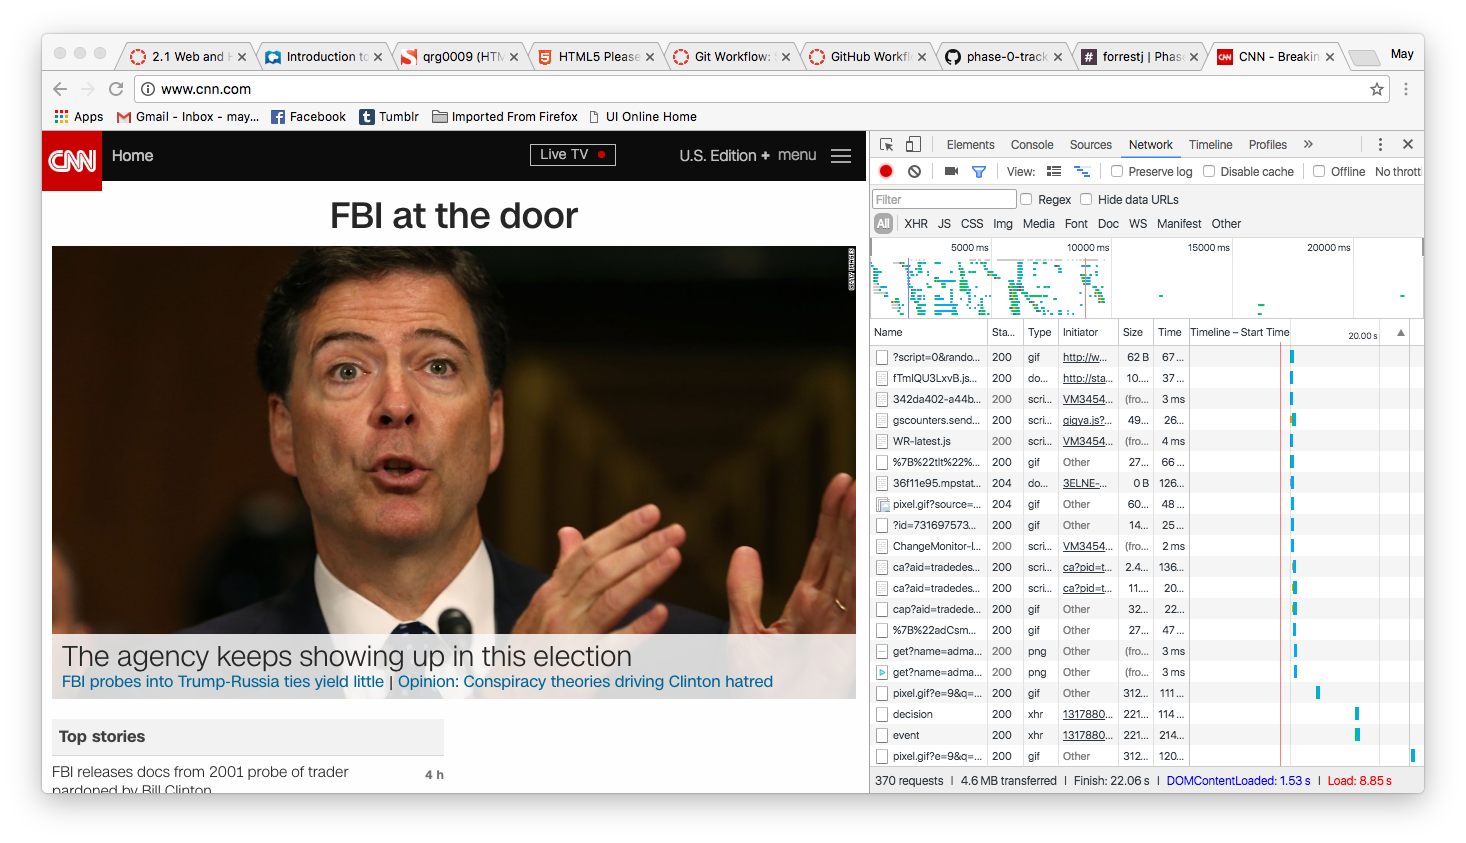 2.1 Web and H
Introduction to
qrg0009 (HTM
HTML5 Please
Git Workflow: S
GitHub Workfl
phase-0-track
forrestj | Phas
CNN - Breakin
May
www.cnn.com
Apps
Gmail - Inbox - may...
Facebook
Tumblr
Imported From Firefox
UI Online Home
CNN
Home
Live TV
U.S. Edition +
menu
FBI at the door
GETTY IMAGES
The agency keeps showing up in this election
FBI probes into Trump-Russia ties yield little | Opinion: Conspiracy theories driving Clinton hatred
Top stories
FBI releases docs from 2001 probe of trader
pardoned by Bill Clinton
4 h
Elements Console Sources Network Timeline Profiles »
View: Preserve log Disable cache Offline No thrott
Filter Regex Hide data URLs
All XHR JS CSS Img Media Font Doc WS Manifest Other
5000 ms 10000 ms 15000 ms 20000 ms
Name Sta... Type Initiator Size Time Timeline – Start Time 20.00 s
?script=0&rando... 200 gif http://w... 62 B 67...
fTmIQU3LxvB.js... 200 do... http://sta... 10.... 37...
342da402-a44b... 200 scri... VM3454... (fro... 3 ms
gscounters.send... 200 scri... gigya.js?... 49... 26...
WR-latest.js 200 scri... VM3454... (fro... 4 ms
%7B%22tlt%22%... 200 gif Other 27... 66...
36f11e95.mpstat... 204 do... 3ELNE-... 0 B 126...
pixel.gif?source=... 204 gif Other 60... 48...
?id=731697573... 200 gif Other 14... 25...
ChangeMonitor-l... 200 scri... VM3454... (fro... 2 ms
ca?aid=tradedes... 200 scri... ca?pid=t... 2.4... 136...
ca?aid=tradedes... 200 scri... ca?pid=t... 11.... 20...
cap?aid=tradede... 200 gif Other 32... 22...
%7B%22adCsm... 200 gif Other 27... 47...
get?name=adma... 200 png Other (fro... 3 ms
get?name=adma... 200 png Other (fro... 3 ms
pixel.gif?e=9&q=... 200 gif Other 312... 111...
decision 200 xhr 1317880... 221... 114...
event 200 xhr 1317880... 221... 214...
pixel.gif?e=9&q=... 200 gif Other 312... 120...
370 requests | 4.6 MB transferred | Finish: 22.06 s | DOMContentLoaded: 1.53 s | Load: 8.85 s